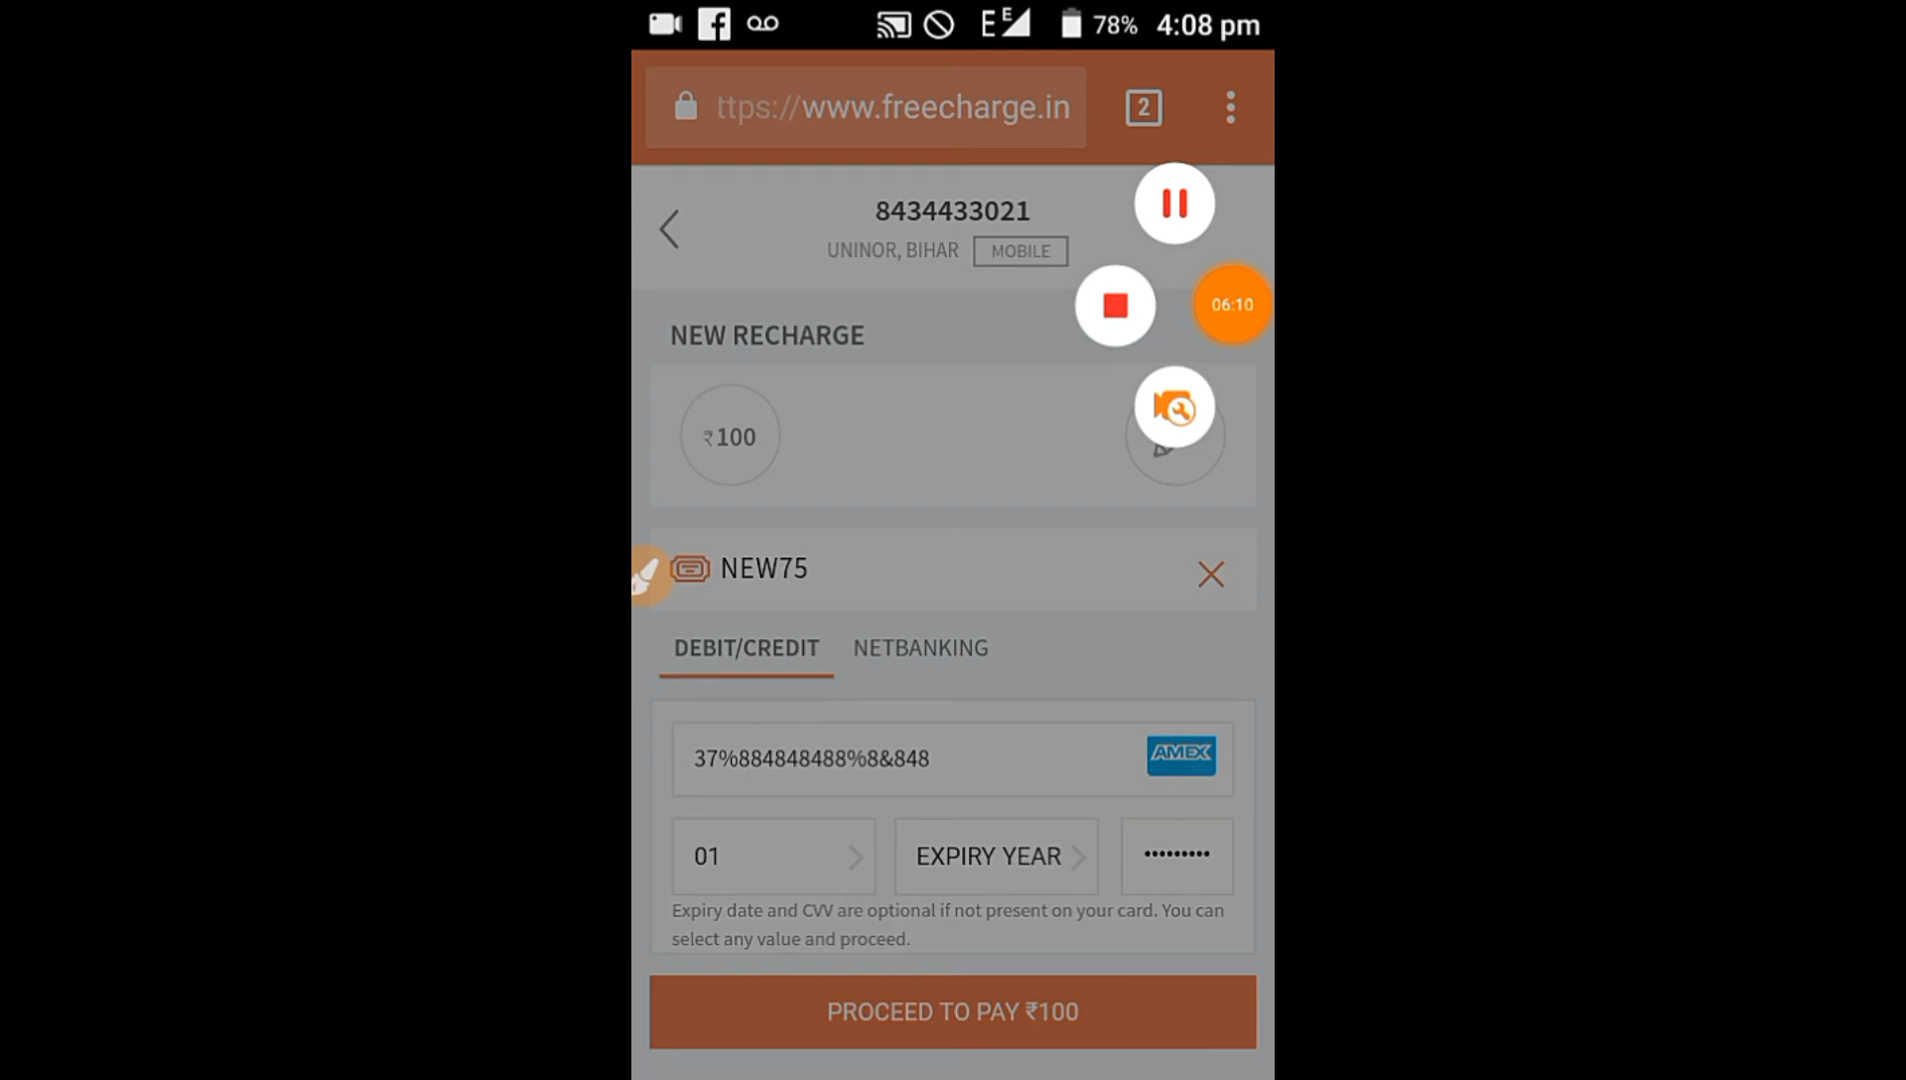 E E 78% 4:08 pm
ttps://www.freecharge.in 2
8434433021
UNINOR, BIHAR MOBILE
06:10
NEW RECHARGE
₹100
NEW75
DEBIT/CREDIT NETBANKING
37%884848488%8&848 AMEX
01 EXPIRY YEAR •••••••••
Expiry date and CVV are optional if not present on your card. You can
select any value and proceed.
PROCEED TO PAY ₹100